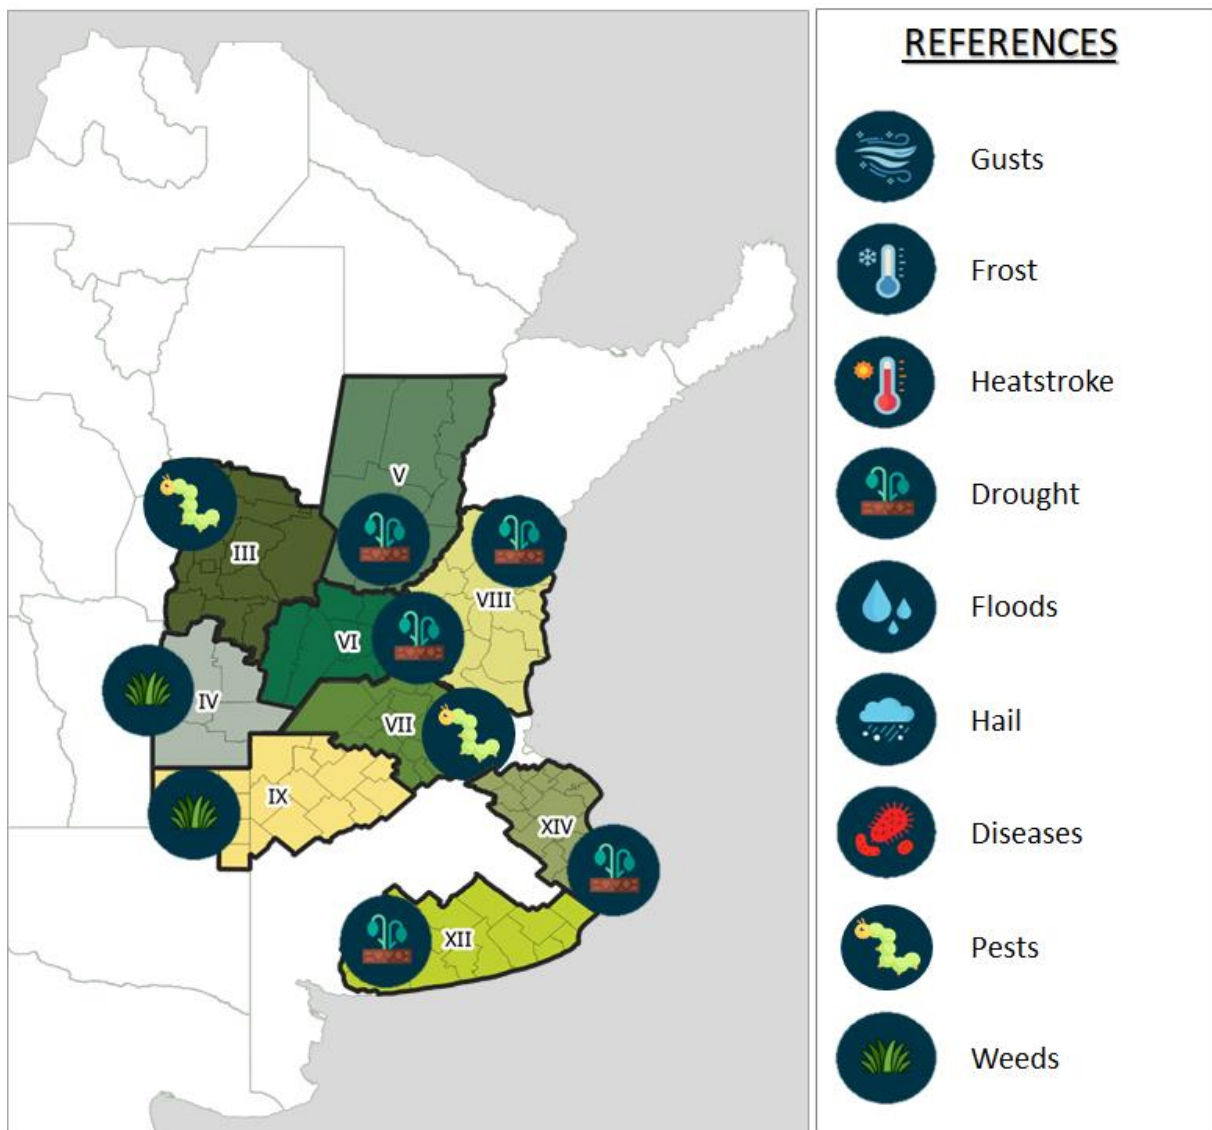 REFERENCES
Gusts
Frost
Heatstroke
Drought
Floods
Hail
Diseases
Pests
Weeds
V
III
VIII
VI
IV
VII
IX
XIV
XII